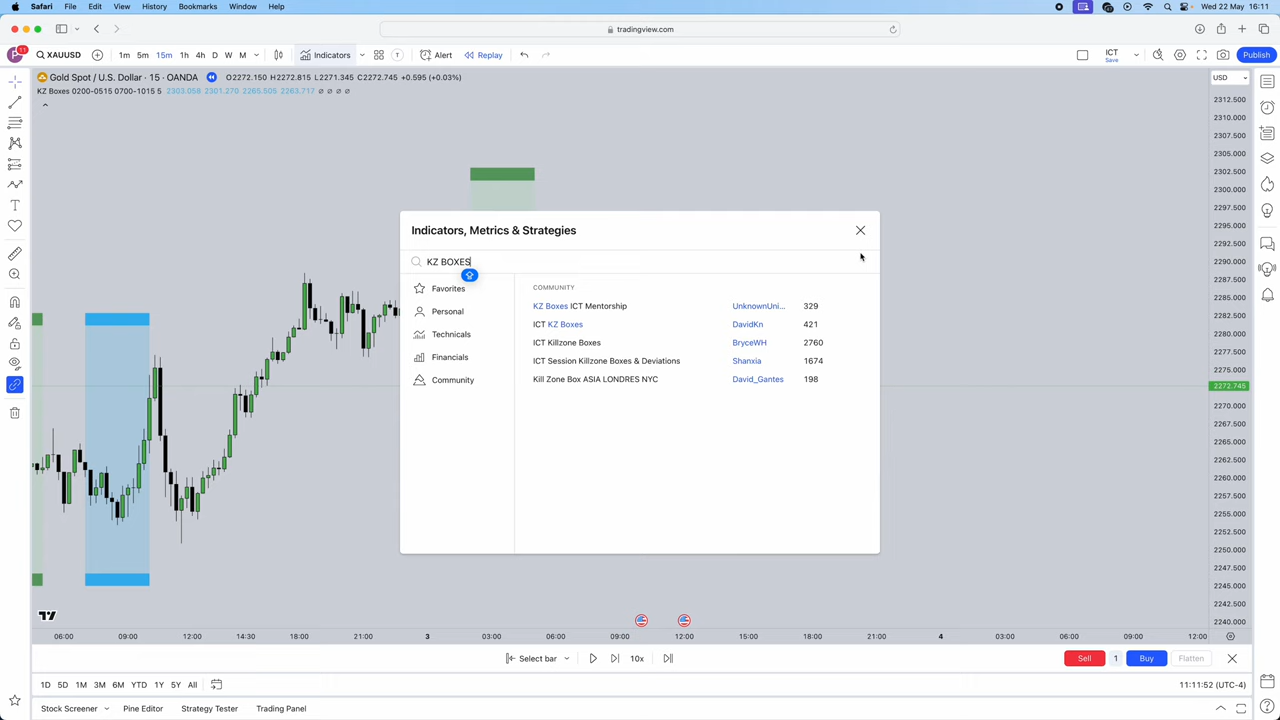 Safari File Edit View History Bookmarks Window Help Wed 22 May 16:11
tradingview.com
P 11 XAUUSD 1m 5m 15m 1h 4h D W M Indicators Alert Replay ICT Save Publish
Gold Spot / U.S. Dollar · 15 · OANDA O2272.150 H2272.815 L2271.345 C2272.745 +0.595 (+0.03%) USD
KZ Boxes 0200-0515 0700-1015 5 2303.058 2301.270 2265.505 2263.717 ∅ ∅ ∅ ∅
2312.500
2310.000
2307.500
2305.000
2302.500
2300.000
2297.500
2295.000
2292.500
2290.000
2287.500
2285.000
2282.500
2280.000
2277.500
2275.000
2272.745
2270.000
2267.500
2265.000
2262.500
2260.000
2257.500
2255.000
2252.500
2250.000
2247.500
2245.000
2242.500
2240.000
Indicators, Metrics & Strategies
KZ BOXES
Favorites
Personal
Technicals
Financials
Community
COMMUNITY
KZ Boxes ICT Mentorship UnknownUni... 329
ICT KZ Boxes DavidKn 421
ICT Killzone Boxes BryceWH 2760
ICT Session Killzone Boxes & Deviations Shanxia 1674
Kill Zone Box ASIA LONDRES NYC David_Gantes 198
06:00 09:00 12:00 14:30 18:00 21:00 3 03:00 06:00 09:00 12:00 15:00 18:00 21:00 4 03:00 06:00 09:00 12:00
Select bar 10x Sell 1 Buy Flatten
1D 5D 1M 3M 6M YTD 1Y 5Y All 11:11:52 (UTC-4)
Stock Screener Pine Editor Strategy Tester Trading Panel